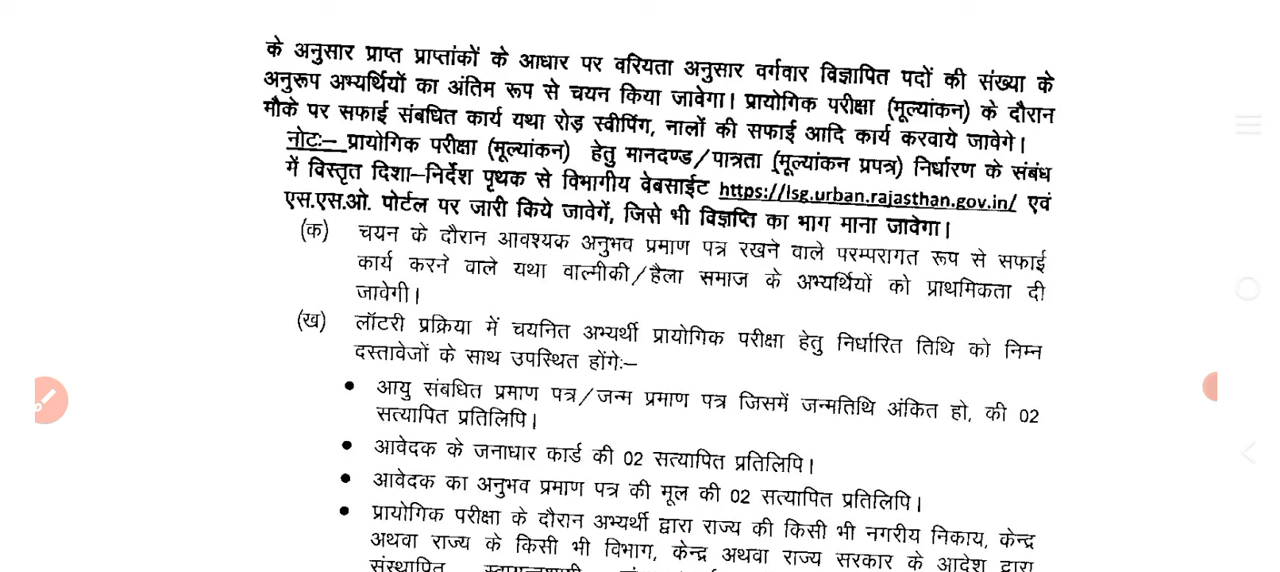 के अनुसार प्राप्त प्राप्तांकों के आधार पर वरियता अनुसार वर्गवार विज्ञापित पदों की संख्या के
अनुरूप अभ्यर्थियों का अंतिम रूप से चयन किया जावेगा। प्रायोगिक परीक्षा (मूल्यांकन) के दौरान
मौके पर सफाई संबधित कार्य यथा रोड़ स्वीपिंग, नालों की सफाई आदि कार्य करवाये जावेगे।
नोटः– प्रायोगिक परीक्षा (मूल्यांकन) हेतु मानदण्ड/पात्रता (मूल्यांकन प्रपत्र) निर्धारण के संबंध
में विस्तृत दिशा–निर्देश पृथक से विभागीय वेबसाईट https://lsg.urban.rajasthan.gov.in/ एवं
एस.एस.ओ. पोर्टल पर जारी किये जावेगें, जिसे भी विज्ञप्ति का भाग माना जावेगा।
(क) चयन के दौरान आवश्यक अनुभव प्रमाण पत्र रखने वाले परम्परागत रूप से सफाई
कार्य करने वाले यथा वाल्मीकी/हैला समाज के अभ्यर्थियों को प्राथमिकता दी
जावेगी।
(ख) लॉटरी प्रक्रिया में चयनित अभ्यर्थी प्रायोगिक परीक्षा हेतु निर्धारित तिथि को निम्न
दस्तावेजों के साथ उपस्थित होंगेः–
• आयु संबधित प्रमाण पत्र/जन्म प्रमाण पत्र जिसमें जन्मतिथि अंकित हो, की 02
सत्यापित प्रतिलिपि।
• आवेदक के जनाधार कार्ड की 02 सत्यापित प्रतिलिपि।
• आवेदक का अनुभव प्रमाण पत्र की मूल की 02 सत्यापित प्रतिलिपि।
• प्रायोगिक परीक्षा के दौरान अभ्यर्थी द्वारा राज्य की किसी भी नगरीय निकाय, केन्द्र
अथवा राज्य के किसी भी विभाग, केन्द्र अथवा राज्य सरकार के आदेश द्वारा
संस्थापित